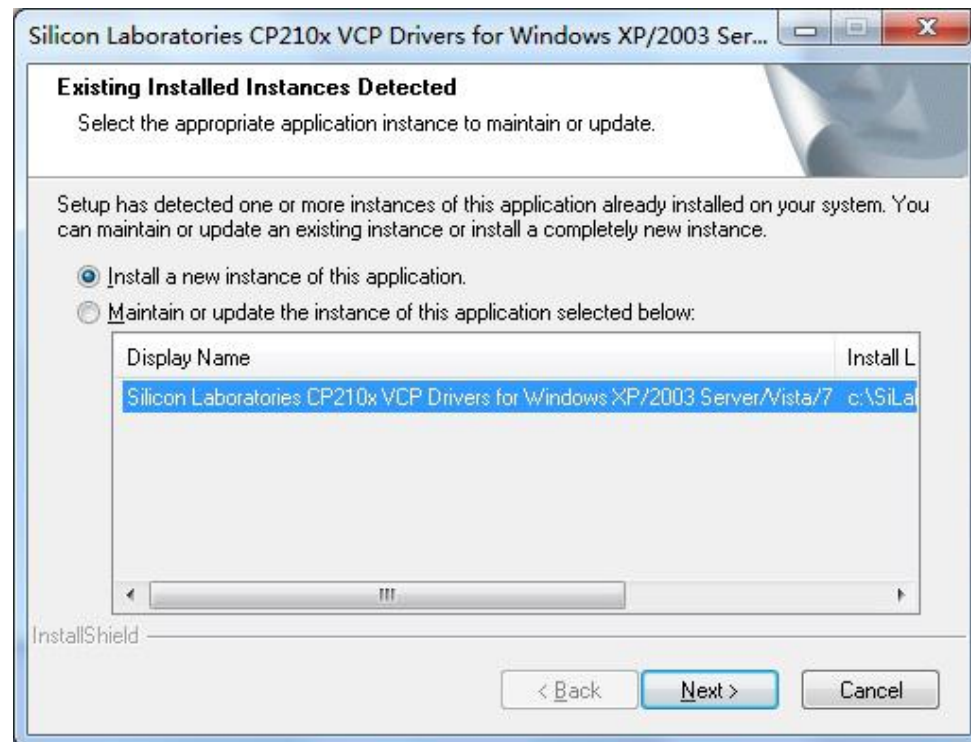 Silicon Laboratories CP210x VCP Drivers for Windows XP/2003 Ser...
Existing Installed Instances Detected
Select the appropriate application instance to maintain or update.
Setup has detected one or more instances of this application already installed on your system. You
can maintain or update an existing instance or install a completely new instance.
Install a new instance of this application.
Maintain or update the instance of this application selected below:
Display Name Install L
Silicon Laboratories CP210x VCP Drivers for Windows XP/2003 Server/Vista/7 c:\SiLa
InstallShield
< Back Next > Cancel